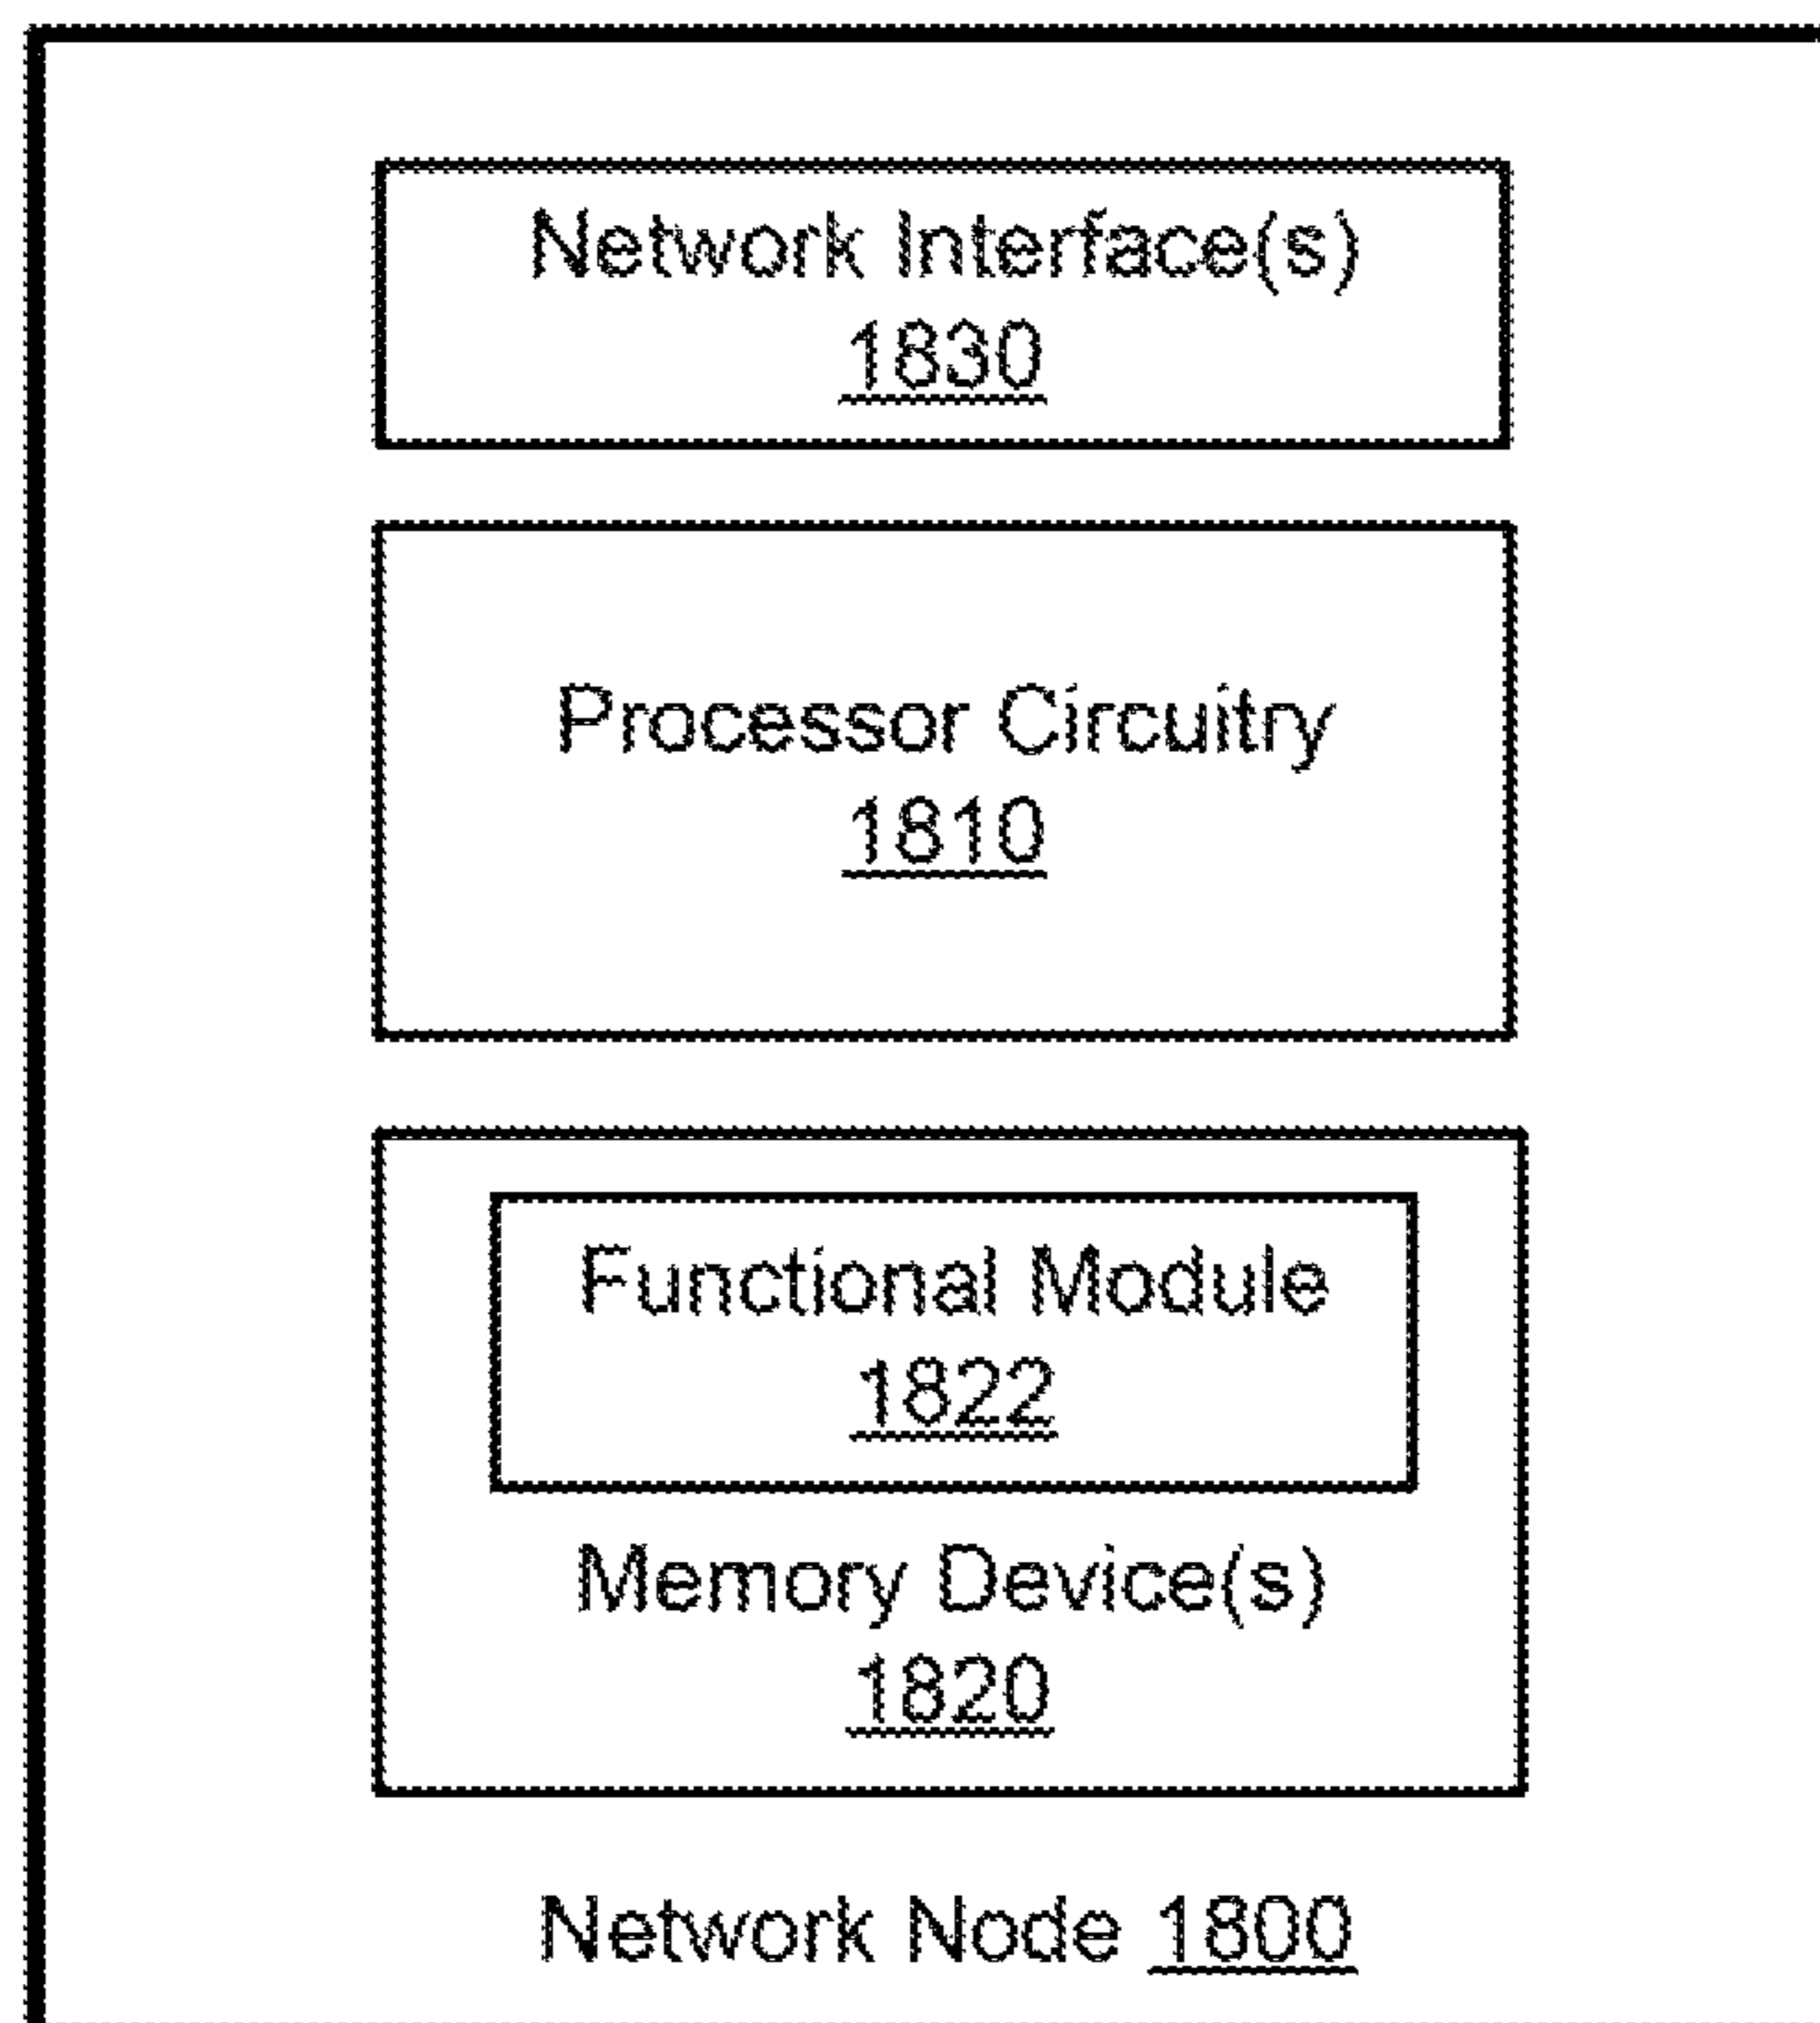 Network Interface(s)
1830
Processor Circuitry
1810
Functional Module
1822
Memory Device(s)
1820
Network Node 1800